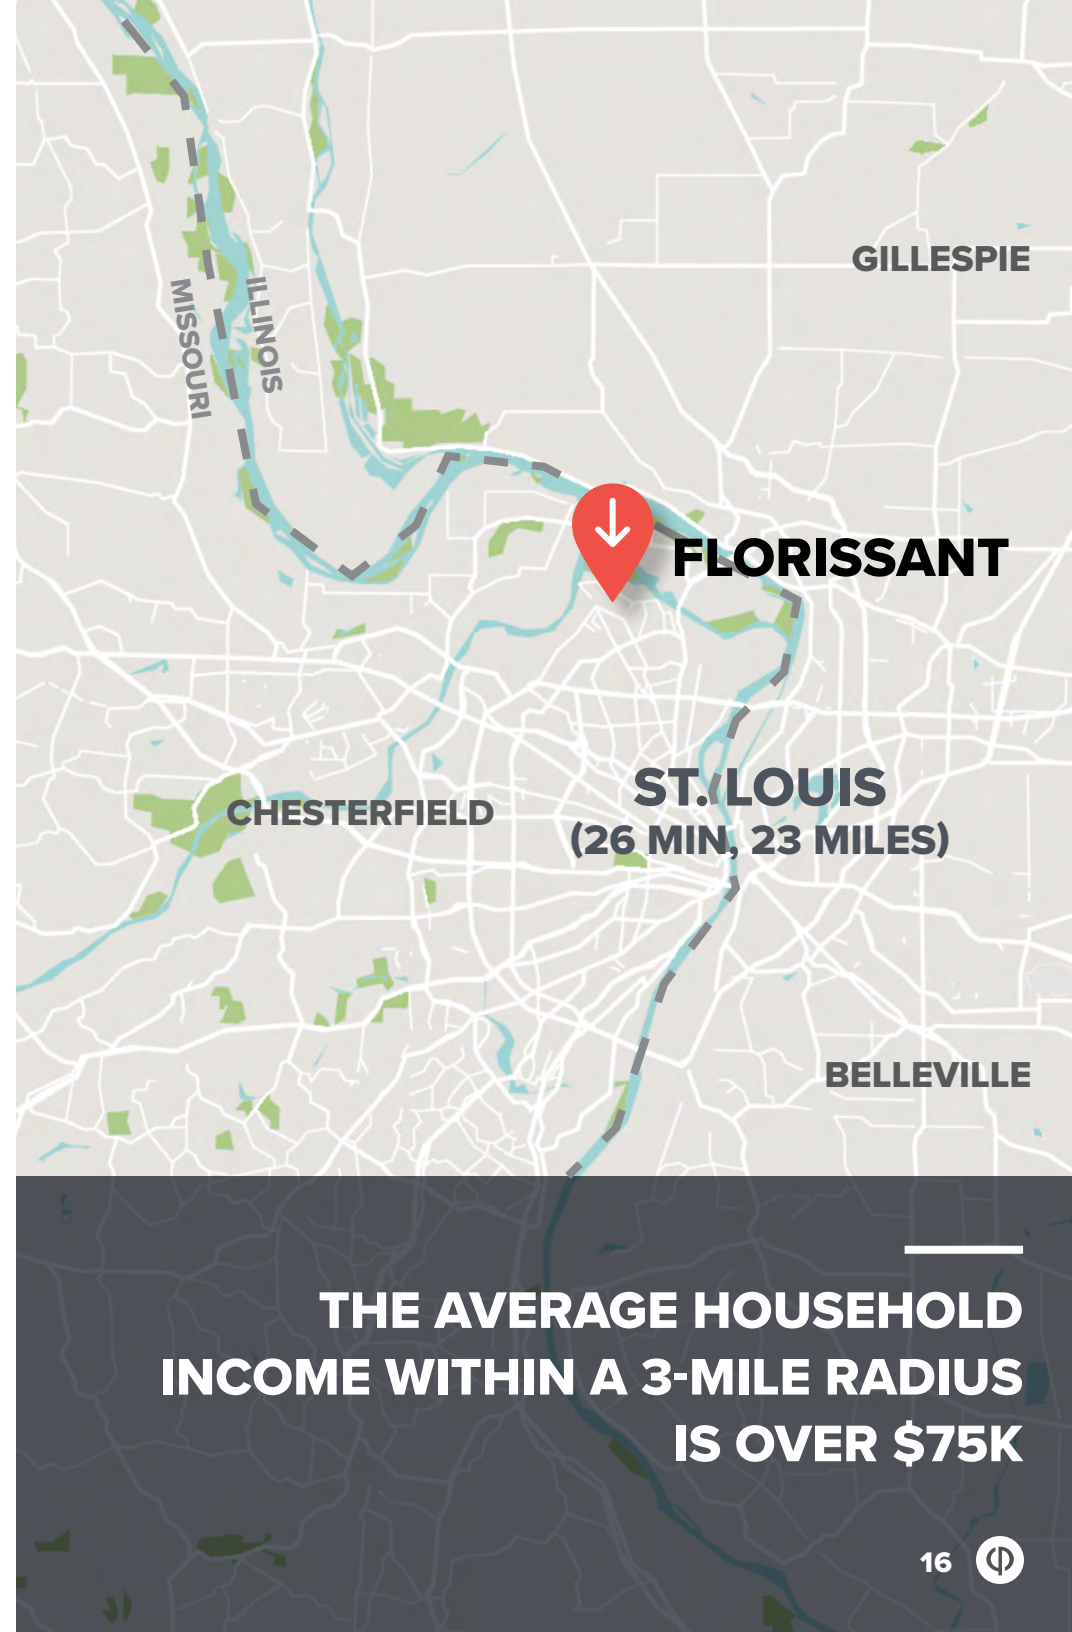 GILLESPIE
MISSOURI
ILLINOIS
FLORISSANT
ST. LOUIS
(26 MIN, 23 MILES)
CHESTERFIELD
BELLEVILLE
THE AVERAGE HOUSEHOLD
INCOME WITHIN A 3-MILE RADIUS
IS OVER $75K
16